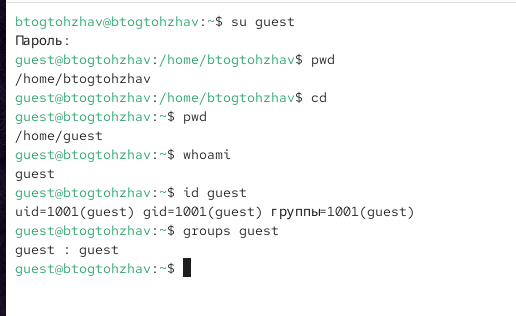 btogtohzhav@btogtohzhav:~$ su guest
Пароль:
guest@btogtohzhav:/home/btogtohzhav$ pwd
/home/btogtohzhav
guest@btogtohzhav:/home/btogtohzhav$ cd
guest@btogtohzhav:~$ pwd
/home/guest
guest@btogtohzhav:~$ whoami
guest
guest@btogtohzhav:~$ id guest
uid=1001(guest) gid=1001(guest) группы=1001(guest)
guest@btogtohzhav:~$ groups guest
guest : guest
guest@btogtohzhav:~$